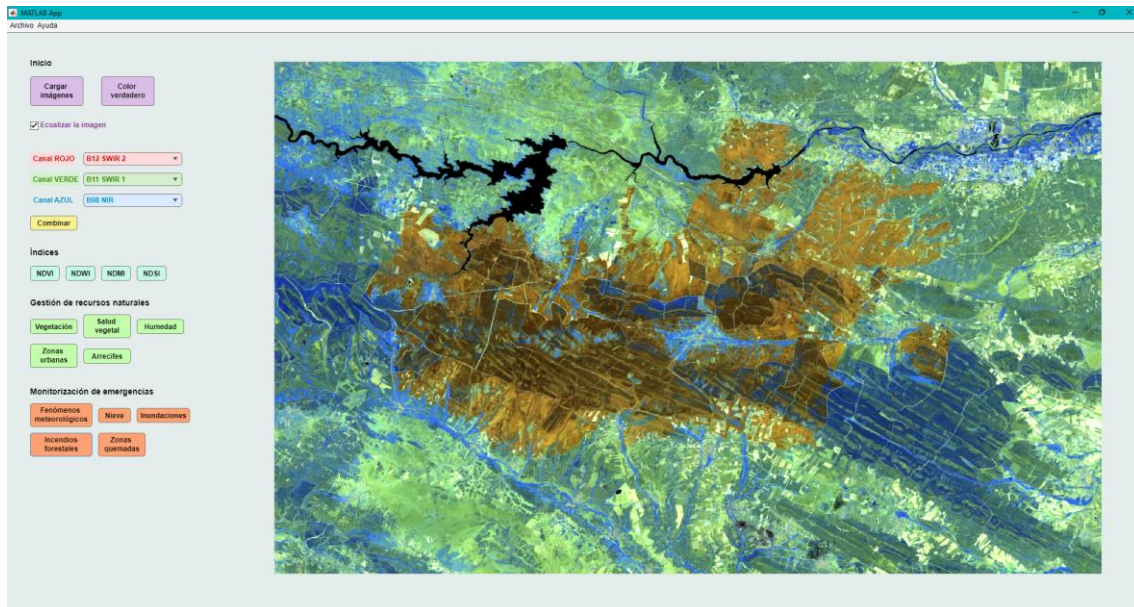 MATLAB App
Archivo Ayuda
Inicio
Cargar
imágenes
Color
verdadero
Ecualizar la imagen
Canal ROJO B12 SWIR 2
Canal VERDE B11 SWIR 1
Canal AZUL B08 NIR
Combinar
Índices
NDVI NDWI NDMI NDSI
Gestión de recursos naturales
Vegetación
Salud
vegetal
Humedad
Zonas
urbanas
Arrecifes
Monitorización de emergencias
Fenómenos
meteorológicos
Nieve
Inundaciones
Incendios
forestales
Zonas
quemadas